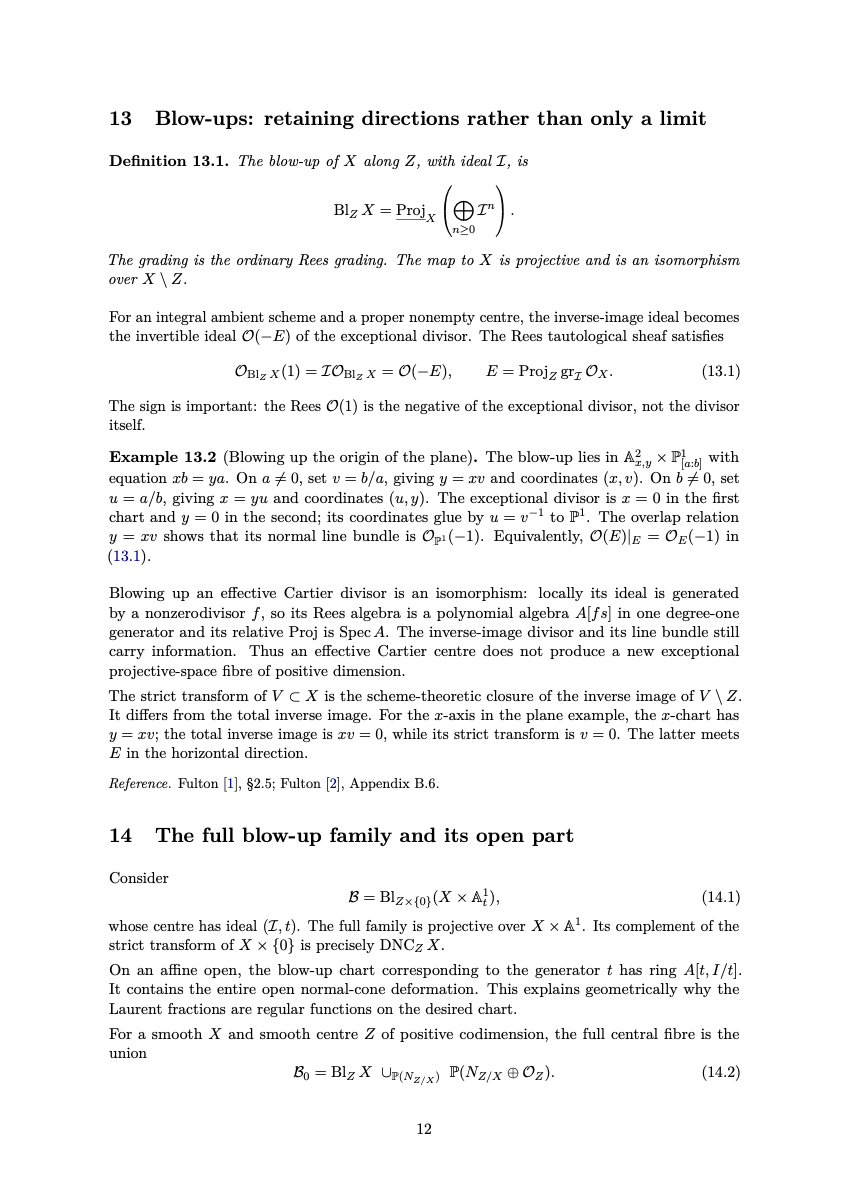 13 Blow-ups: retaining directions rather than only a limit
Definition 13.1. The blow-up of X along Z, with ideal ℐ, is
Bl_Z X = Proj_X (⨁_{n≥0} ℐⁿ).
The grading is the ordinary Rees grading. The map to X is projective and is an isomorphism
over X \ Z.
For an integral ambient scheme and a proper nonempty centre, the inverse-image ideal becomes
the invertible ideal 𝒪(−E) of the exceptional divisor. The Rees tautological sheaf satisfies
𝒪_{Bl_Z X}(1) = ℐ𝒪_{Bl_Z X} = 𝒪(−E), E = Proj_Z gr_ℐ 𝒪_X. (13.1)
The sign is important: the Rees 𝒪(1) is the negative of the exceptional divisor, not the divisor
itself.
Example 13.2 (Blowing up the origin of the plane). The blow-up lies in 𝔸²_{x,y} × ℙ¹_{[a:b]} with
equation xb = ya. On a ≠ 0, set v = b/a, giving y = xv and coordinates (x, v). On b ≠ 0, set
u = a/b, giving x = yu and coordinates (u, y). The exceptional divisor is x = 0 in the first
chart and y = 0 in the second; its coordinates glue by u = v⁻¹ to ℙ¹. The overlap relation
y = xv shows that its normal line bundle is 𝒪_{ℙ¹}(−1). Equivalently, 𝒪(E)|_E = 𝒪_E(−1) in
(13.1).
Blowing up an effective Cartier divisor is an isomorphism: locally its ideal is generated
by a nonzerodivisor f, so its Rees algebra is a polynomial algebra A[fs] in one degree-one
generator and its relative Proj is Spec A. The inverse-image divisor and its line bundle still
carry information. Thus an effective Cartier centre does not produce a new exceptional
projective-space fibre of positive dimension.
The strict transform of V ⊂ X is the scheme-theoretic closure of the inverse image of V \ Z.
It differs from the total inverse image. For the x-axis in the plane example, the x-chart has
y = xv; the total inverse image is xv = 0, while its strict transform is v = 0. The latter meets
E in the horizontal direction.
Reference. Fulton [1], §2.5; Fulton [2], Appendix B.6.
14 The full blow-up family and its open part
Consider
ℬ = Bl_{Z×{0}}(X × 𝔸¹_t), (14.1)
whose centre has ideal (ℐ, t). The full family is projective over X × 𝔸¹. Its complement of the
strict transform of X × {0} is precisely DNC_Z X.
On an affine open, the blow-up chart corresponding to the generator t has ring A[t, I/t].
It contains the entire open normal-cone deformation. This explains geometrically why the
Laurent fractions are regular functions on the desired chart.
For a smooth X and smooth centre Z of positive codimension, the full central fibre is the
union
ℬ₀ = Bl_Z X ∪_{ℙ(N_{Z/X})} ℙ(N_{Z/X} ⊕ 𝒪_Z). (14.2)
12